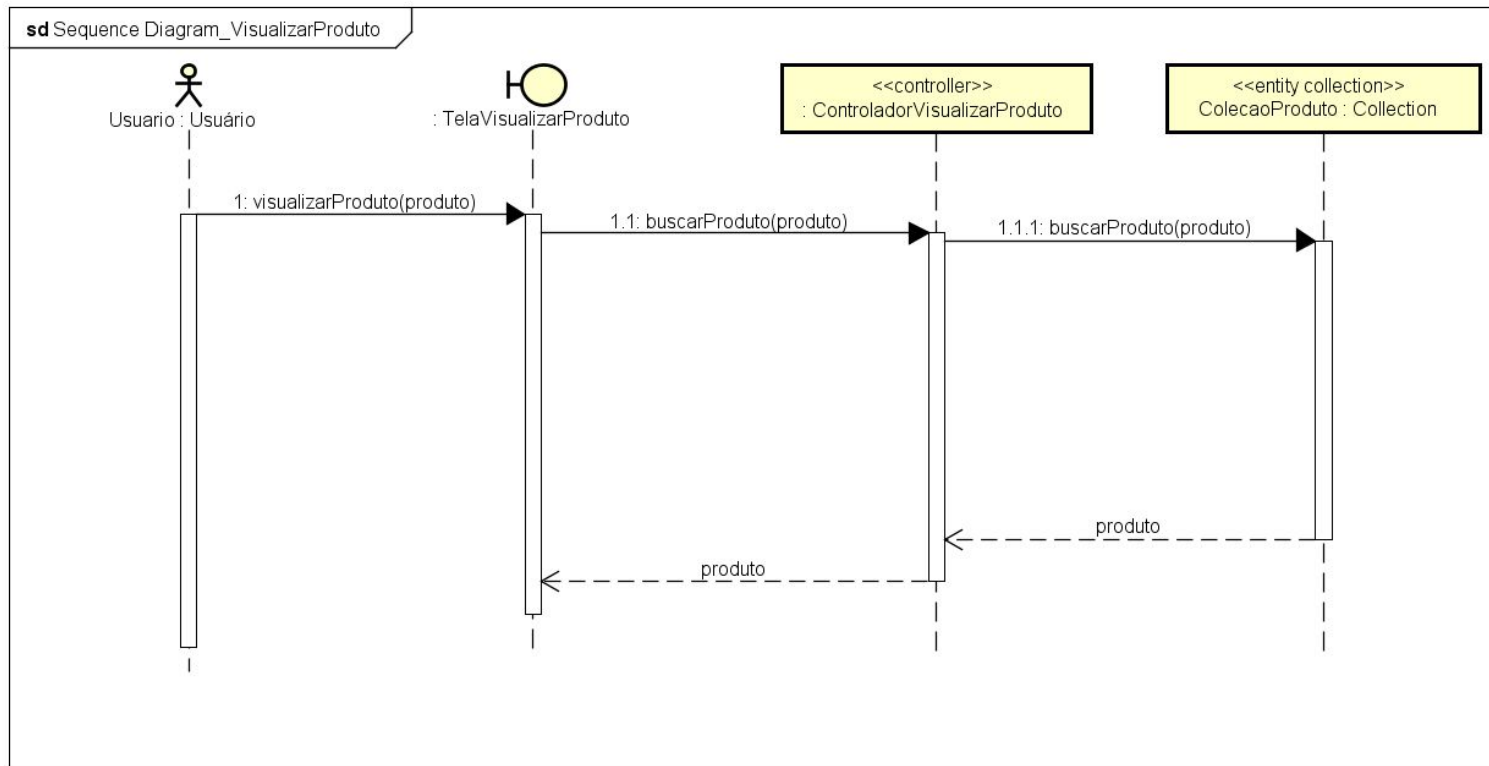 sd Sequence Diagram_VisualizarProduto
Usuario : Usuário
: TelaVisualizarProduto
<<controller>>
: ControladorVisualizarProduto
<<entity collection>>
ColecaoProduto : Collection
1: visualizarProduto(produto)
1.1: buscarProduto(produto)
1.1.1: buscarProduto(produto)
produto
produto